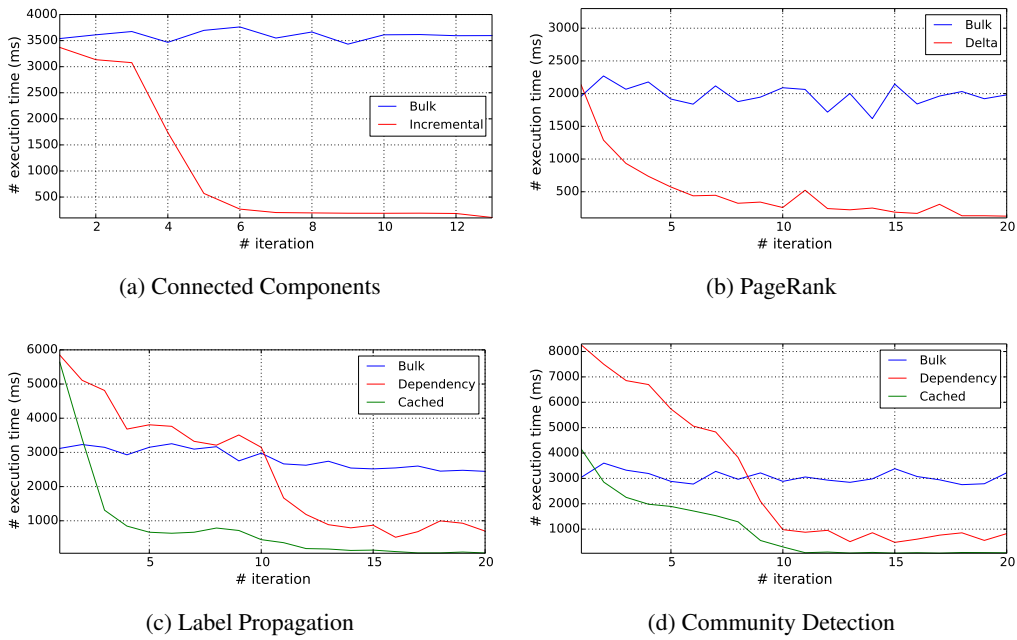 4000
3500
3000
2500
2000
1500
1000
500
# execution time (ms)
Bulk
Incremental
2 4 6 8 10 12
# iteration
(a) Connected Components
3000
2500
2000
1500
1000
500
# execution time (ms)
Bulk
Delta
5 10 15 20
# iteration
(b) PageRank
6000
5000
4000
3000
2000
1000
# execution time (ms)
Bulk
Dependency
Cached
5 10 15 20
# iteration
(c) Label Propagation
8000
7000
6000
5000
4000
3000
2000
1000
# execution time (ms)
Bulk
Dependency
Cached
5 10 15 20
# iteration
(d) Community Detection